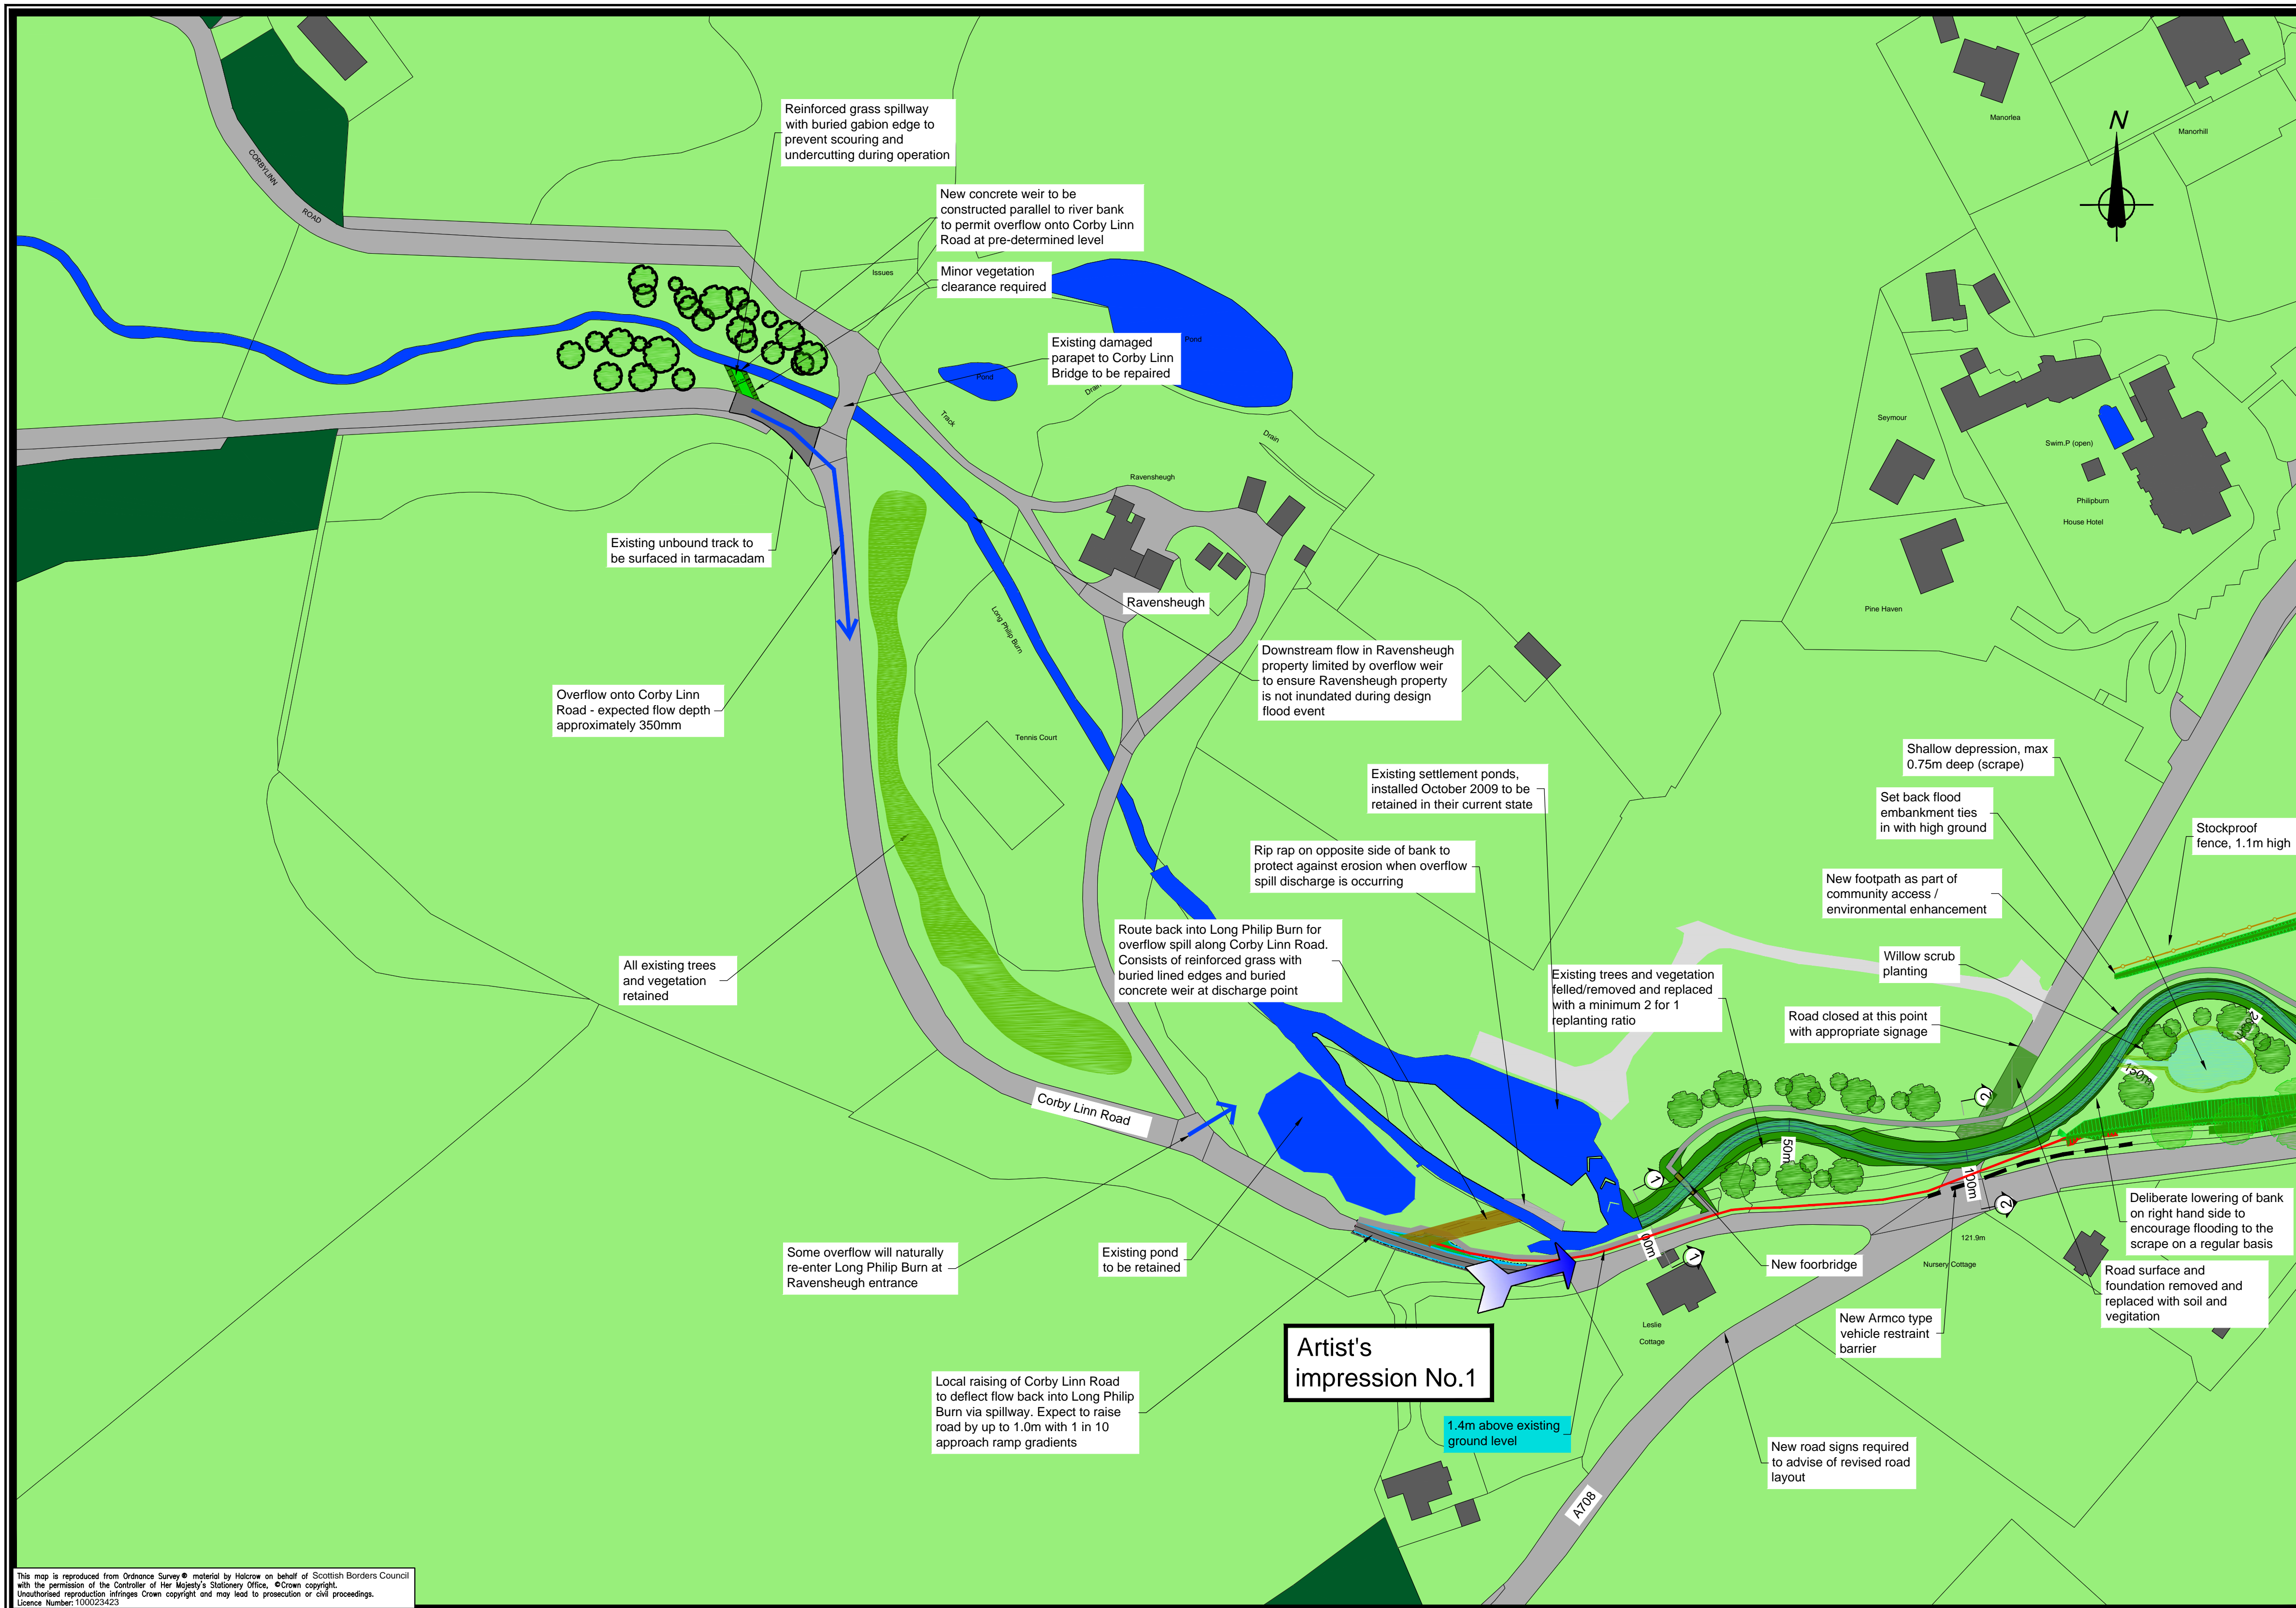 Reinforced grass spillway
with buried gabion edge to
prevent scouring and
undercutting during operation
New concrete weir to be
constructed parallel to river bank
to permit overflow onto Corby Linn
Road at pre-determined level
Minor vegetation
clearance required
Existing damaged
parapet to Corby Linn
Bridge to be repaired
CORBYLINN
ROAD
Issues
Pond
Pond
Drain
Drain
Track
Ravensheugh
Ravensheugh
Manorlea
Manorhill
N
Seymour
Swim.P (open)
Philipburn
House Hotel
Pine Haven
Existing unbound track to
be surfaced in tarmacadam
Long Philip Burn
Downstream flow in Ravensheugh
property limited by overflow weir
to ensure Ravensheugh property
is not inundated during design
flood event
Overflow onto Corby Linn
Road - expected flow depth
approximately 350mm
Tennis Court
Existing settlement ponds,
installed October 2009 to be
retained in their current state
Shallow depression, max
0.75m deep (scrape)
Set back flood
embankment ties
in with high ground
Stockproof
fence, 1.1m high
Rip rap on opposite side of bank to
protect against erosion when overflow
spill discharge is occurring
New footpath as part of
community access /
environmental enhancement
Route back into Long Philip Burn for
overflow spill along Corby Linn Road.
Consists of reinforced grass with
buried lined edges and buried
concrete weir at discharge point
All existing trees
and vegetation
retained
Existing trees and vegetation
felled/removed and replaced
with a minimum 2 for 1
replanting ratio
Willow scrub
planting
Road closed at this point
with appropriate signage
Corby Linn Road
150m
50m
100m
00m
1
1
2
2
121.9m
Nursery Cottage
Deliberate lowering of bank
on right hand side to
encourage flooding to the
scrape on a regular basis
Some overflow will naturally
re-enter Long Philip Burn at
Ravensheugh entrance
Existing pond
to be retained
New foorbridge
Road surface and
foundation removed and
replaced with soil and
vegitation
New Armco type
vehicle restraint
barrier
Leslie
Cottage
Artist's
impression No.1
Local raising of Corby Linn Road
to deflect flow back into Long Philip
Burn via spillway. Expect to raise
road by up to 1.0m with 1 in 10
approach ramp gradients
1.4m above existing
ground level
New road signs required
to advise of revised road
layout
A708
This map is reproduced from Ordnance Survey ® material by Halcrow on behalf of Scottish Borders Council
with the permission of the Controller of Her Majesty's Stationery Office, © Crown copyright.
Unauthorised reproduction infringes Crown copyright and may lead to prosecution or civil proceedings.
Licence Number: 100023423